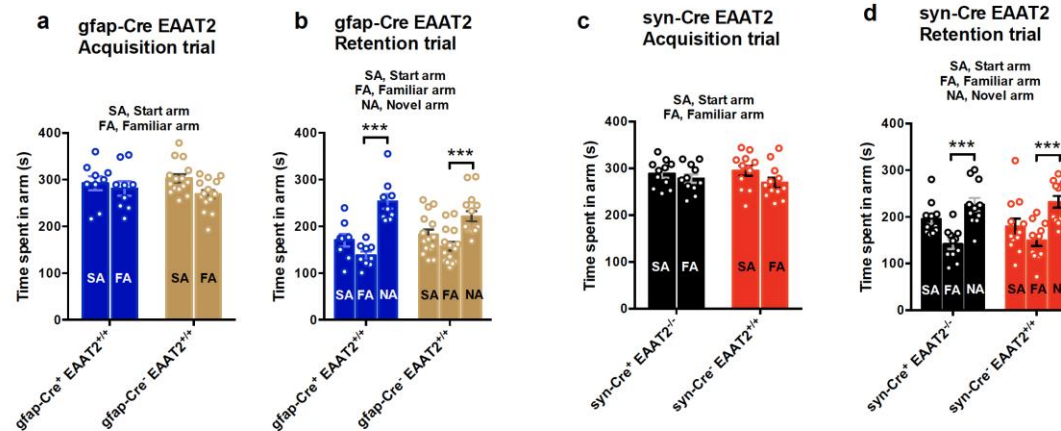 a
gfap-Cre EAAT2
Acquisition trial
SA, Start arm
FA, Familiar arm
Time spent in arm (s)
400
300
200
100
0
SA FA SA FA
gfap-Cre⁺ EAAT2⁺/⁺
gfap-Cre⁻ EAAT2⁺/⁺
b
gfap-Cre EAAT2
Retention trial
SA, Start arm
FA, Familiar arm
NA, Novel arm
Time spent in arm (s)
400
300
200
100
0
*** ***
SA FA NA SA FA NA
gfap-Cre⁺ EAAT2⁺/⁺
gfap-Cre⁻ EAAT2⁺/⁺
c
syn-Cre EAAT2
Acquisition trial
SA, Start arm
FA, Familiar arm
Time spent in arm (s)
400
300
200
100
0
SA FA SA FA
syn-Cre⁺ EAAT2⁻/⁻
syn-Cre⁻ EAAT2⁺/⁺
d
syn-Cre EAAT2
Retention trial
SA, Start arm
FA, Familiar arm
NA, Novel arm
Time spent in arm (s)
400
300
200
100
0
*** ***
SA FA NA SA FA
syn-Cre⁺ EAAT2⁻/⁻
syn-Cre⁻ EAAT2⁺/⁺